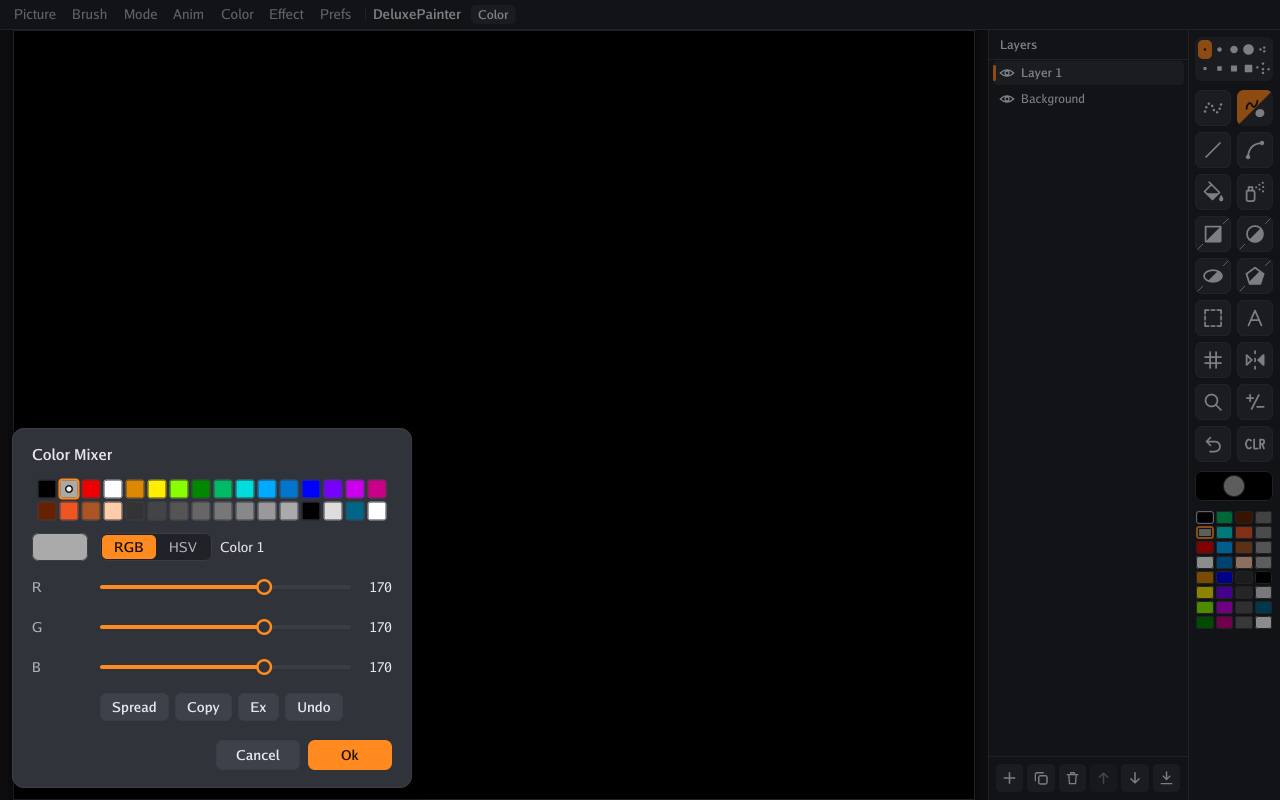 Picture Brush Mode Anim Color Effect Prefs DeluxePainter Color
Layers
Layer 1
Background
CLR
Color Mixer
RGB HSV Color 1
R 170
G 170
B 170
Spread Copy Ex Undo
Cancel Ok